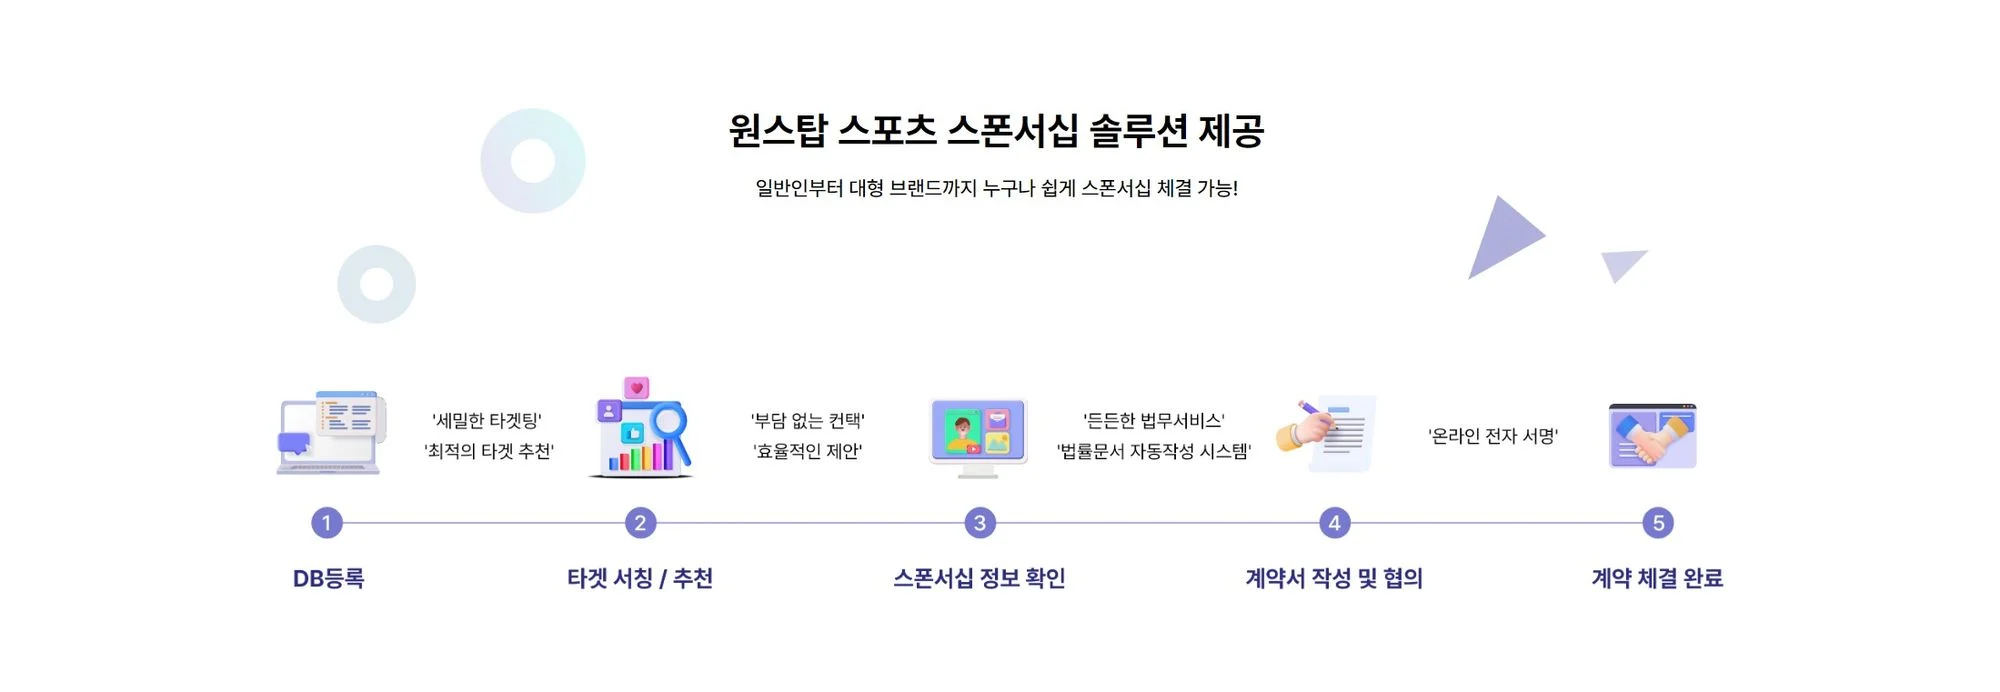 원스탑 스포츠 스폰서십 솔루션 제공
일반인부터 대형 브랜드까지 누구나 쉽게 스폰서십 체결 가능!
'세밀한 타겟팅'
'최적의 타겟 추천'
'부담 없는 컨택'
'효율적인 제안'
'든든한 법무서비스'
'법률문서 자동작성 시스템'
'온라인 전자 서명'
1
2
3
4
5
DB등록
타겟 서칭 / 추천
스폰서십 정보 확인
계약서 작성 및 협의
계약 체결 완료